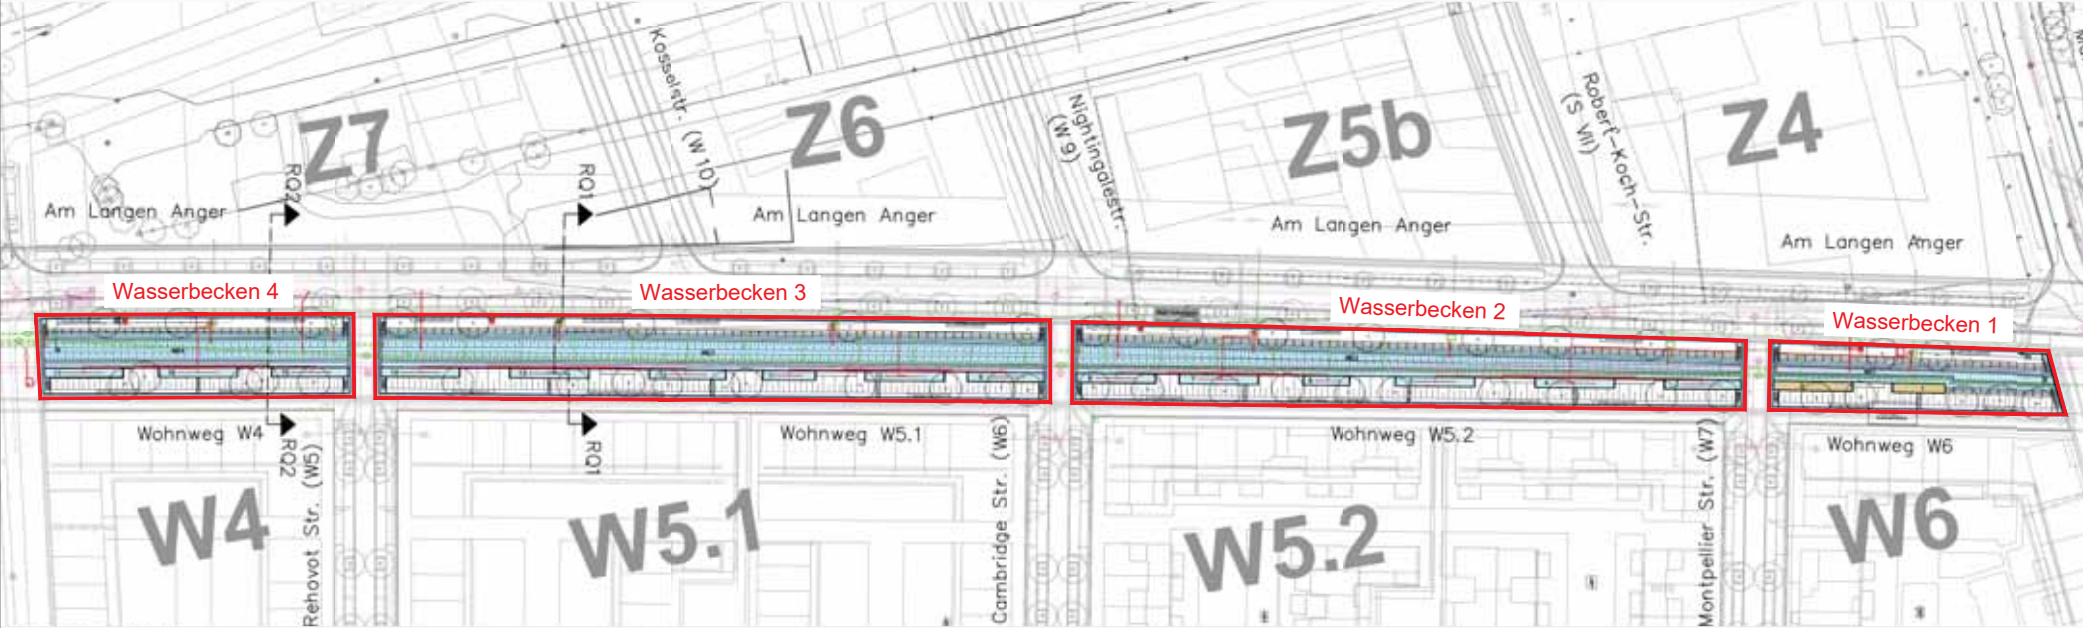 Kosselstr. (W 10)
Z7
Z6
Nightingalestr.
(W 9)
Z5b
Robert-Koch-Str.
(S VII)
Z4
RQ2
RQ1
Am Langen Anger
Am Langen Anger
Am Langen Anger
Am Langen Anger
Wasserbecken 4
Wasserbecken 3
Wasserbecken 2
Wasserbecken 1
Wohnweg W4
RQ2
Rehovot Str. (W5)
RQ1
Wohnweg W5.1
Cambridge Str. (W6)
Wohnweg W5.2
Montpellier Str. (W7)
Wohnweg W6
W4
W5.1
W5.2
W6